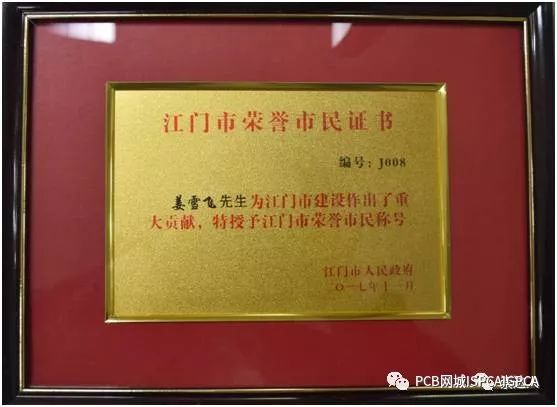 江门市荣誉市民证书
编号：J008
姜雪飞先生为江门市建设作出了重
大贡献，特授予江门市荣誉市民称号
江门市人民政府
二〇一七年十一月
PCB网城ISPCAIGPCA